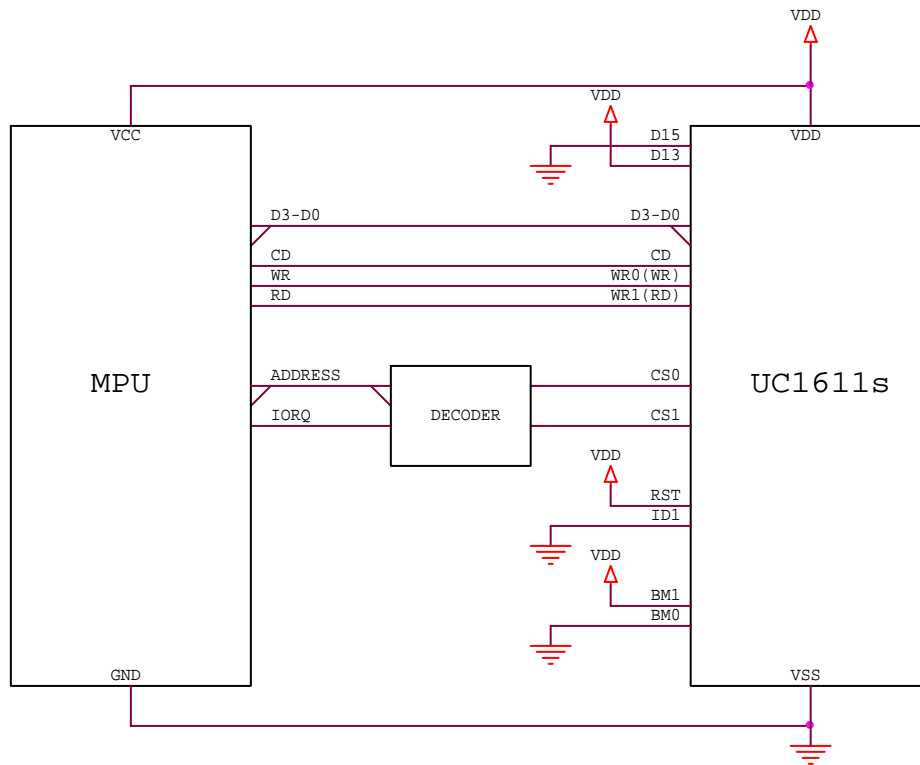 VDD
VDD
VCC
VDD
D15
D13
D3-D0
D3-D0
CD
CD
WR
WR0(WR)
RD
WR1(RD)
MPU
ADDRESS
CS0
UC1611s
IORQ
DECODER
CS1
VDD
RST
ID1
VDD
BM1
BM0
GND
VSS